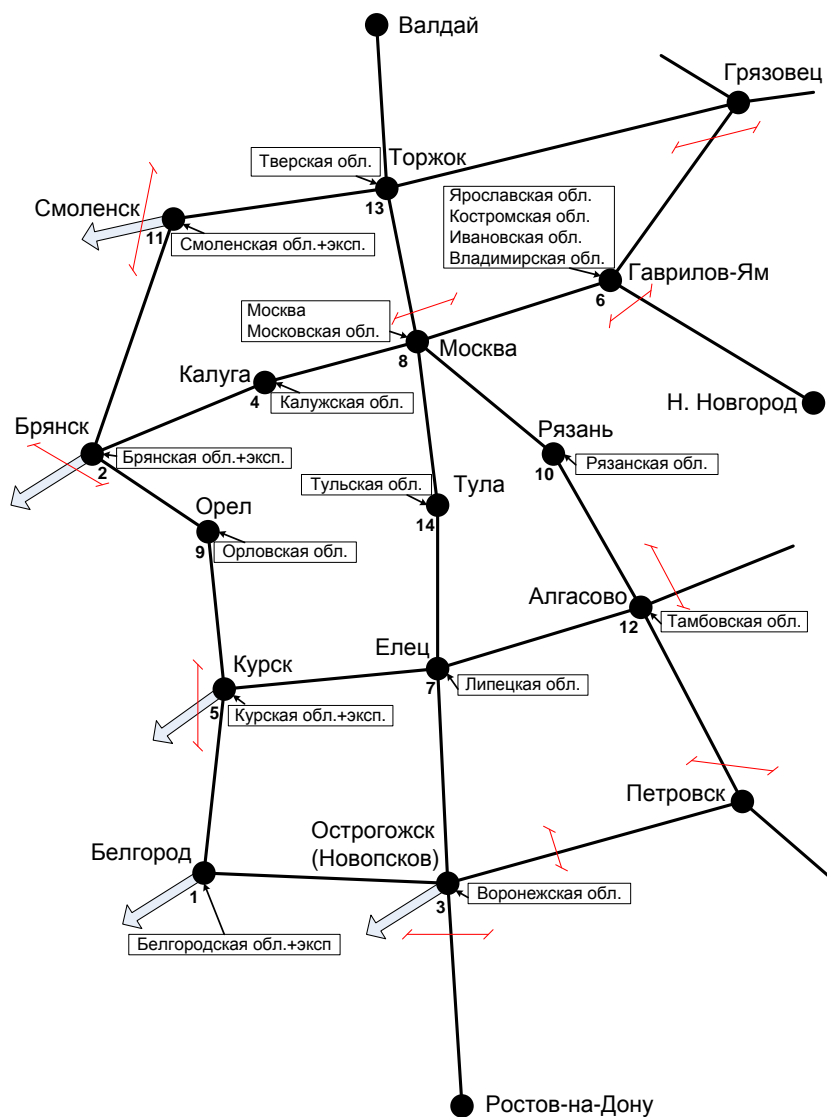 Валдай
Грязовец
Тверская обл.
Торжок
13
Смоленск
11
Смоленская обл.+эксп.
Ярославская обл.
Костромская обл.
Ивановская обл.
Владимирская обл.
Гаврилов-Ям
6
Москва
Московская обл.
Москва
8
Калуга
4
Калужская обл.
Н. Новгород
Брянск
2
Брянская обл.+эксп.
Рязань
10
Рязанская обл.
Тульская обл.
Тула
14
Орел
9
Орловская обл.
Алгасово
12
Тамбовская обл.
Елец
7
Липецкая обл.
Курск
5
Курская обл.+эксп.
Петровск
Острогожск
(Новопсков)
3
Воронежская обл.
Белгород
1
Белгородская обл.+эксп
Ростов-на-Дону